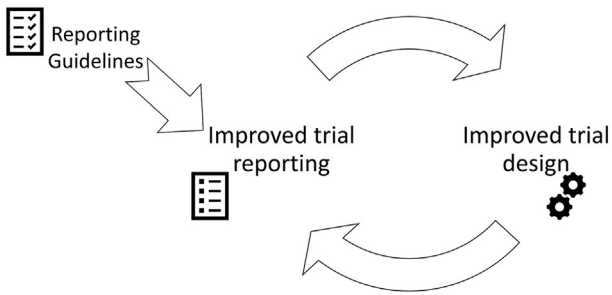 Reporting
Guidelines
Improved trial
reporting
Improved trial
design